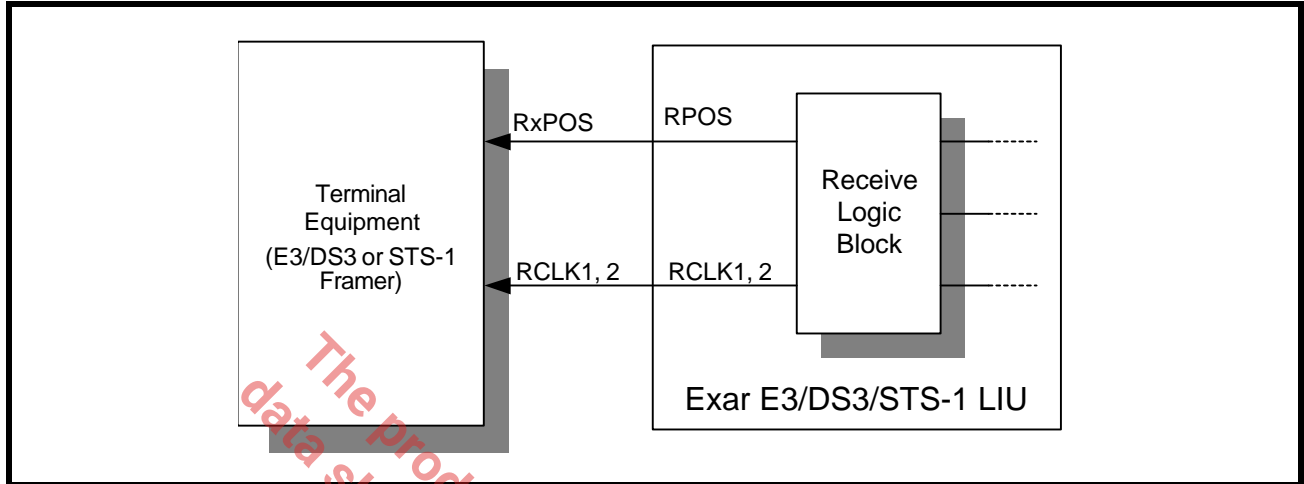 RxPOS
RPOS
Terminal
Equipment
(E3/DS3 or STS-1
Framer)
Receive
Logic
Block
RCLK1, 2
RCLK1, 2
Exar E3/DS3/STS-1 LIU
The
data